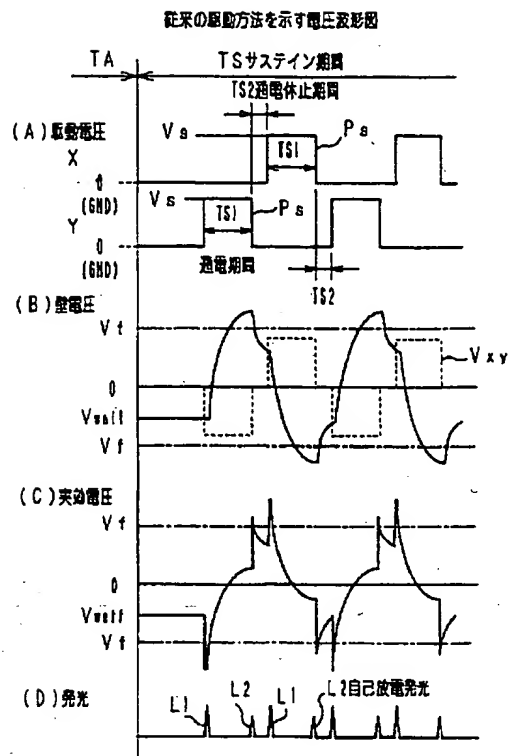 従来の駆動方法を示す電圧波形図
TA
TSサステイン期間
TS2通電休止期間
(A)駆動電圧
Vs
Ps
X
TS1
0
(GND)
Vs
Ps
Y
TS1
0
(GND)
通電期間
TS2
(B)壁電圧
Vf
Vxy
0
Vwall
Vf
(C)実効電圧
Vf
0
Vf
(D)発光
L1
L2
L1
L2自己放電発光